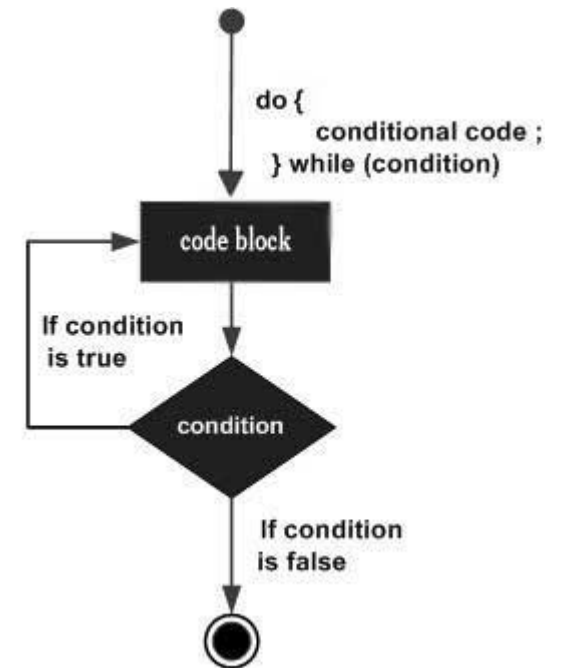 do {
conditional code ;
} while (condition)
code block
If condition
is true
condition
If condition
is false